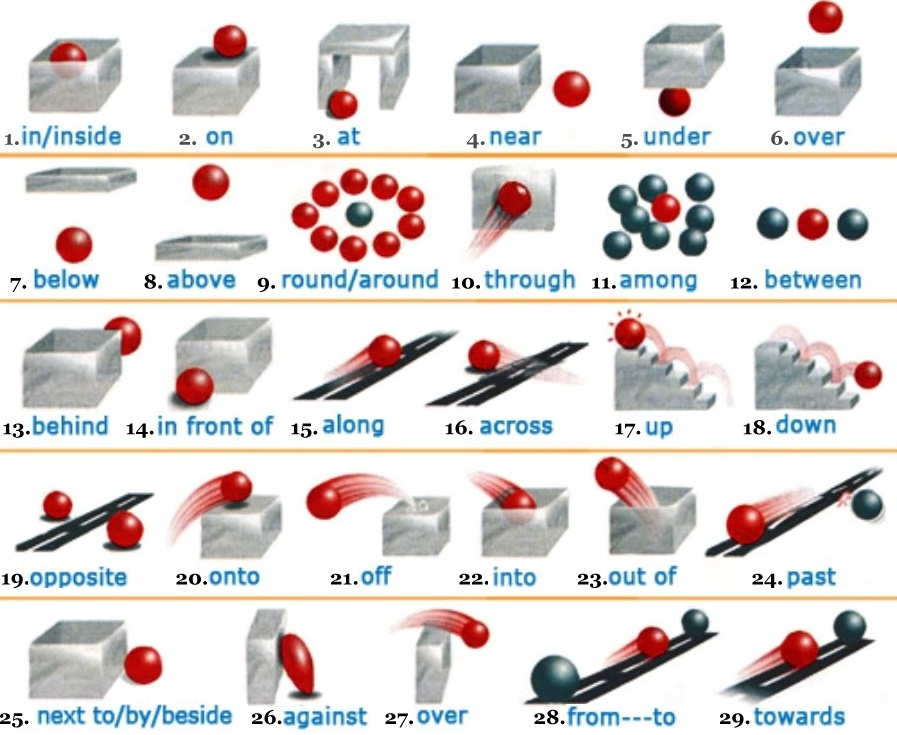 1.in/inside 2. on 3. at 4. near 5. under 6. over
7. below 8. above 9. round/around 10. through 11. among 12. between
13.behind 14. in front of 15. along 16. across 17. up 18. down
19.opposite 20.onto 21. off 22. into 23.out of 24. past
25. next to/by/beside 26.against 27. over 28.from---to 29. towards